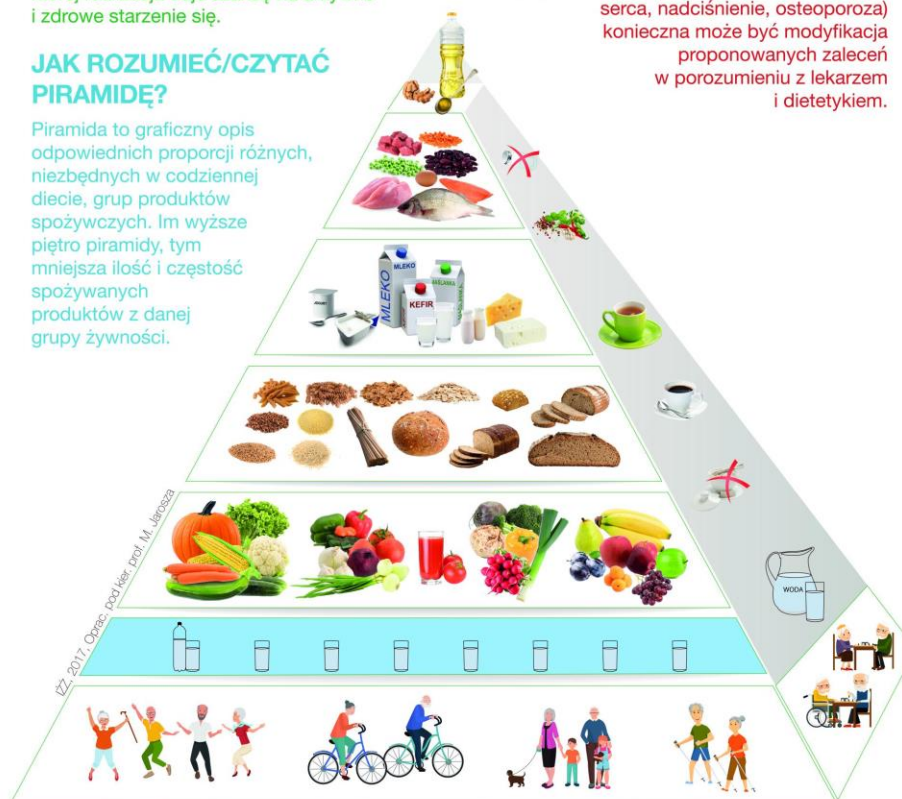 i zdrowe starzenie się.
JAK ROZUMIEĆ/CZYTAĆ
PIRAMIDĘ?
Piramida to graficzny opis
odpowiednich proporcji różnych,
niezbędnych w codziennej
diecie, grup produktów
spożywczych. Im wyższe
piętro piramidy, tym
mniejsza ilość i częstość
spożywanych
produktów z danej
grupy żywności.
serca, nadciśnienie, osteoporoza)
konieczna może być modyfikacja
proponowanych zaleceń
w porozumieniu z lekarzem
i dietetykiem.
MLEKO
MLEKO
KEFIR
MAŚLANKA
WODA
IŻŻ, 2017, Oprac. pod kier. prof. M. Jarosza